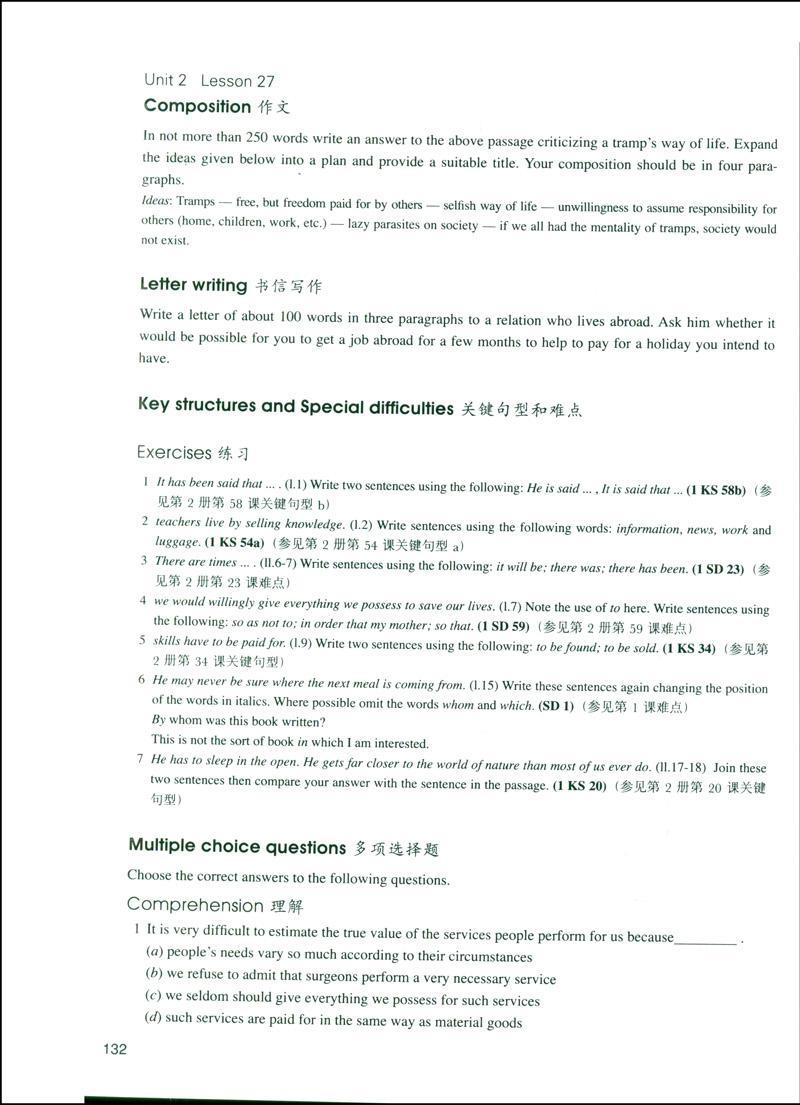 Unit 2 Lesson 27
Composition 作文
In not more than 250 words write an answer to the above passage criticizing a tramp's way of life. Expand
the ideas given below into a plan and provide a suitable title. Your composition should be in four para-
graphs.
Ideas: Tramps — free, but freedom paid for by others — selfish way of life — unwillingness to assume responsibility for
others (home, children, work, etc.) — lazy parasites on society — if we all had the mentality of tramps, society would
not exist.
Letter writing 书信写作
Write a letter of about 100 words in three paragraphs to a relation who lives abroad. Ask him whether it
would be possible for you to get a job abroad for a few months to help to pay for a holiday you intend to
have.
Key structures and Special difficulties 关键句型和难点
Exercises 练习
1 It has been said that ... . (l.1) Write two sentences using the following: He is said ... , It is said that ... (1 KS 58b) (参
见第 2 册第 58 课关键句型 b)
2 teachers live by selling knowledge. (l.2) Write sentences using the following words: information, news, work and
luggage. (1 KS 54a) (参见第 2 册第 54 课关键句型 a)
3 There are times ... . (ll.6-7) Write sentences using the following: it will be; there was; there has been. (1 SD 23) (参
见第 2 册第 23 课难点)
4 we would willingly give everything we possess to save our lives. (l.7) Note the use of to here. Write sentences using
the following: so as not to; in order that my mother; so that. (1 SD 59) (参见第 2 册第 59 课难点)
5 skills have to be paid for. (l.9) Write two sentences using the following: to be found; to be sold. (1 KS 34) (参见第
2 册第 34 课关键句型)
6 He may never be sure where the next meal is coming from. (l.15) Write these sentences again changing the position
of the words in italics. Where possible omit the words whom and which. (SD 1) (参见第 1 课难点)
By whom was this book written?
This is not the sort of book in which I am interested.
7 He has to sleep in the open. He gets far closer to the world of nature than most of us ever do. (ll.17-18) Join these
two sentences then compare your answer with the sentence in the passage. (1 KS 20) (参见第 2 册第 20 课关键
句型)
Multiple choice questions 多项选择题
Choose the correct answers to the following questions.
Comprehension 理解
1 It is very difficult to estimate the true value of the services people perform for us because_________ .
(a) people's needs vary so much according to their circumstances
(b) we refuse to admit that surgeons perform a very necessary service
(c) we seldom should give everything we possess for such services
(d) such services are paid for in the same way as material goods
132